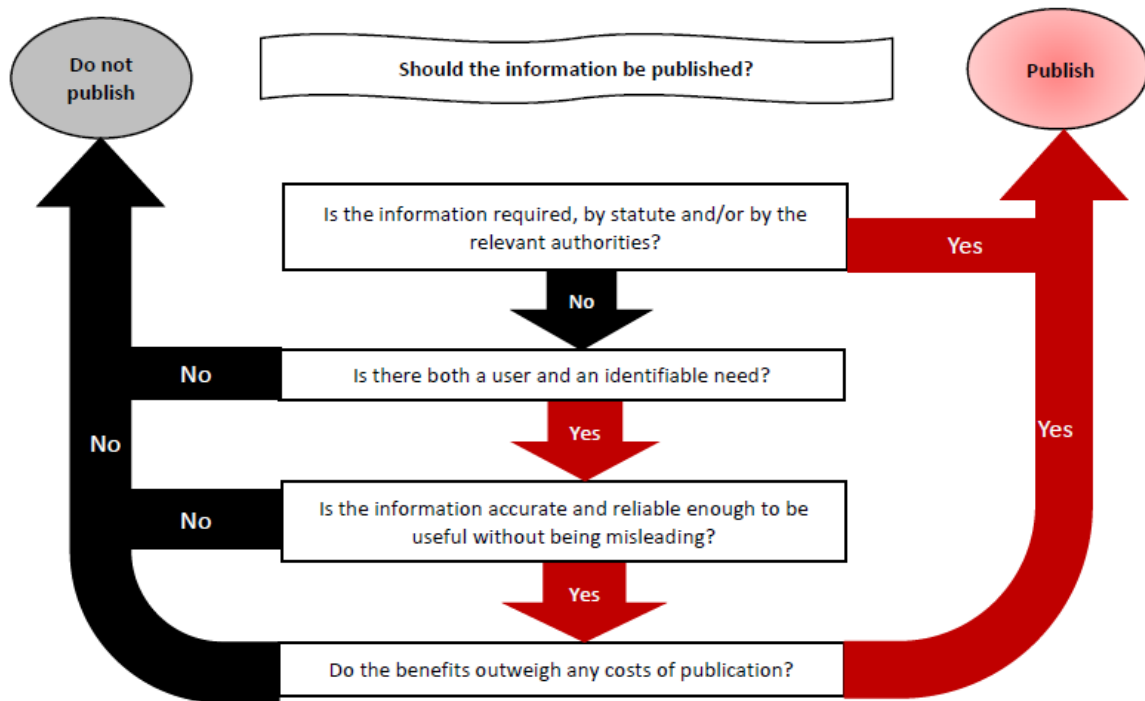 Do not
publish
Should the information be published?
Publish
Is the information required, by statute and/or by the
relevant authorities?
Yes
No
No
Is there both a user and an identifiable need?
No
Yes
Yes
No
Is the information accurate and reliable enough to be
useful without being misleading?
Yes
Do the benefits outweigh any costs of publication?